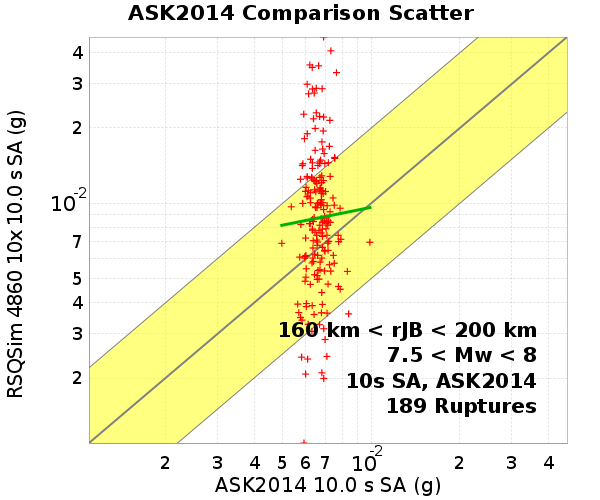 ASK2014 Comparison Scatter
RSQSim 4860 10x 10.0 s SA (g)
4
3
2
10-2
7
5
4
3
2
160 km < rJB < 200 km
7.5 < Mw < 8
10s SA, ASK2014
189 Ruptures
2 3 4 5 6 7 10-2 2 3 4
ASK2014 10.0 s SA (g)